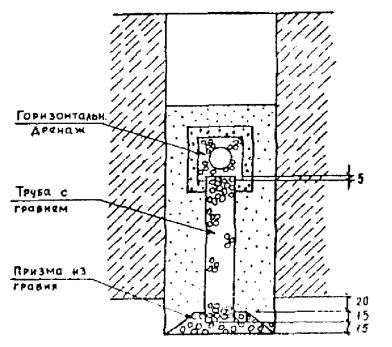 Горизонтальн.
дренаж
5
Труба с
гравием
Призма из
гравия
20
15
15